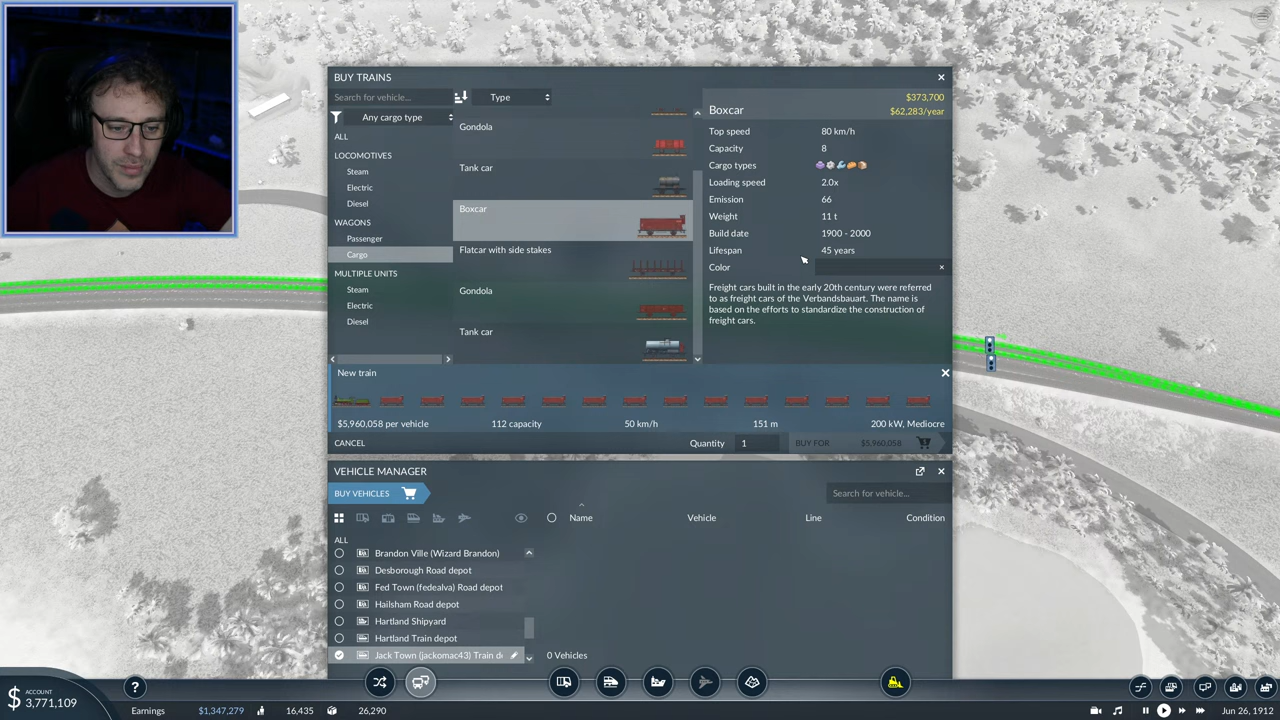 BUY TRAINS
Search for vehicle...
Type
Any cargo type
ALL
LOCOMOTIVES
Steam
Electric
Diesel
WAGONS
Passenger
Cargo
MULTIPLE UNITS
Steam
Electric
Diesel
Gondola
Tank car
Boxcar
Flatcar with side stakes
Gondola
Tank car
$373,700
Boxcar
$62,283/year
Top speed 80 km/h
Capacity 8
Cargo types
Loading speed 2.0x
Emission 66
Weight 11 t
Build date 1900 - 2000
Lifespan 45 years
Color
Freight cars built in the early 20th century were referred
to as freight cars of the Verbandsbauart. The name is
based on the efforts to standardize the construction of
freight cars.
New train
$5,960,058 per vehicle 112 capacity 50 km/h 151 m 200 kW, Mediocre
CANCEL Quantity 1 BUY FOR $5,960,058
VEHICLE MANAGER
BUY VEHICLES Search for vehicle...
Name Vehicle Line Condition
ALL
Brandon Ville (Wizard Brandon)
Desborough Road depot
Fed Town (fedealva) Road depot
Hailsham Road depot
Hartland Shipyard
Hartland Train depot
Jack Town (jackomac43) Train d
0 Vehicles
ACCOUNT
$ 3,771,109
?
Earnings $1,347,279 16,435 26,290 Jun 26, 1912